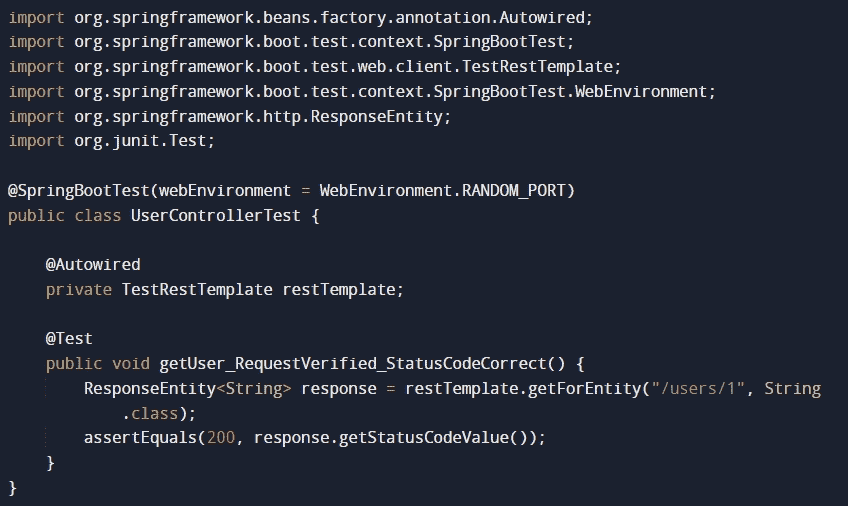 import org.springframework.beans.factory.annotation.Autowired;
import org.springframework.boot.test.context.SpringBootTest;
import org.springframework.boot.test.web.client.TestRestTemplate;
import org.springframework.boot.test.context.SpringBootTest.WebEnvironment;
import org.springframework.http.ResponseEntity;
import org.junit.Test;

@SpringBootTest(webEnvironment = WebEnvironment.RANDOM_PORT)
public class UserControllerTest {

    @Autowired
    private TestRestTemplate restTemplate;

    @Test
    public void getUser_RequestVerified_StatusCodeCorrect() {
        ResponseEntity<String> response = restTemplate.getForEntity("/users/1", String
            .class);
        assertEquals(200, response.getStatusCodeValue());
    }
}